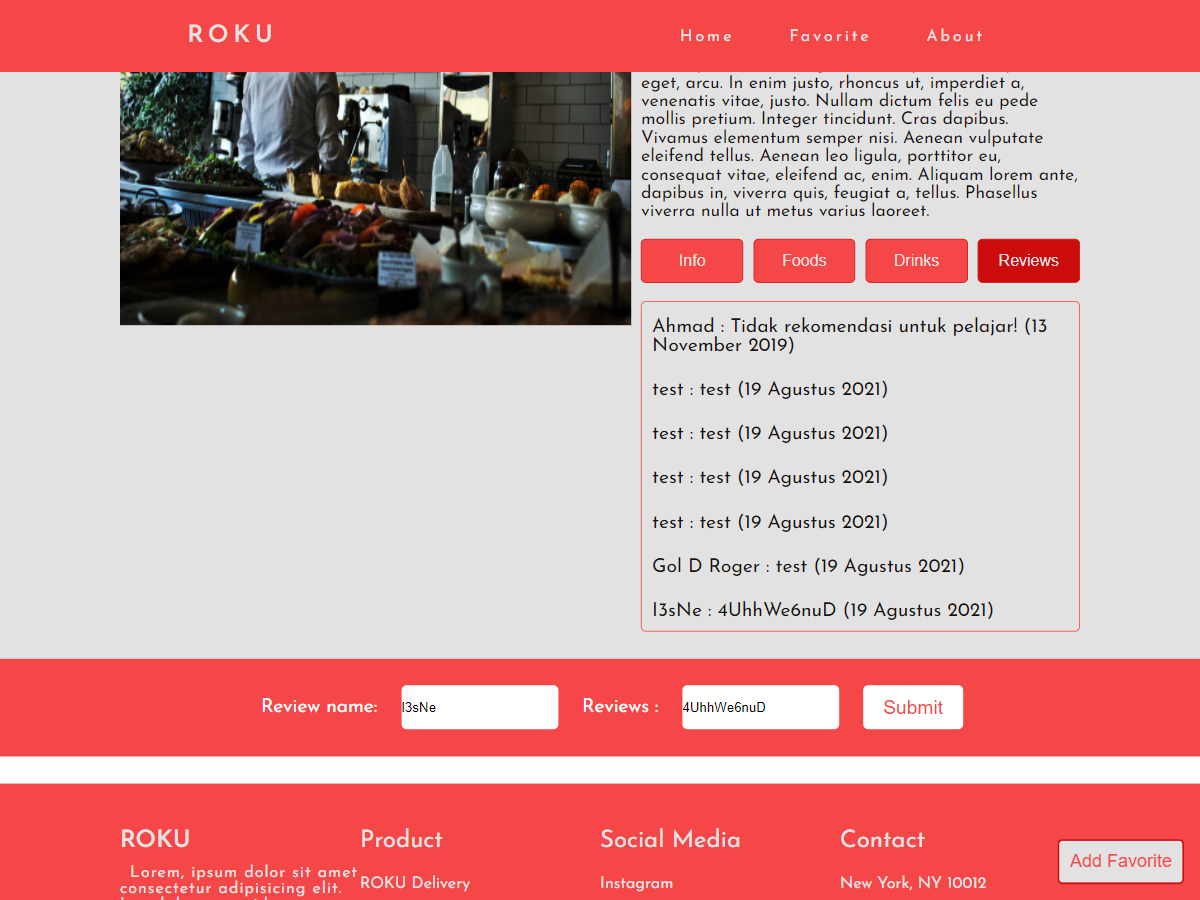 ROKU
Home
Favorite
About
eget, arcu. In enim justo, rhoncus ut, imperdiet a,
venenatis vitae, justo. Nullam dictum felis eu pede
mollis pretium. Integer tincidunt. Cras dapibus.
Vivamus elementum semper nisi. Aenean vulputate
eleifend tellus. Aenean leo ligula, porttitor eu,
consequat vitae, eleifend ac, enim. Aliquam lorem ante,
dapibus in, viverra quis, feugiat a, tellus. Phasellus
viverra nulla ut metus varius laoreet.
Info
Foods
Drinks
Reviews
Ahmad : Tidak rekomendasi untuk pelajar! (13
November 2019)
test : test (19 Agustus 2021)
test : test (19 Agustus 2021)
test : test (19 Agustus 2021)
test : test (19 Agustus 2021)
Gol D Roger : test (19 Agustus 2021)
I3sNe : 4UhhWe6nuD (19 Agustus 2021)
Review name:
I3sNe
Reviews :
4UhhWe6nuD
Submit
ROKU
Lorem, ipsum dolor sit amet
consectetur adipisicing elit.
Product
ROKU Delivery
Social Media
Instagram
Contact
New York, NY 10012
Add Favorite